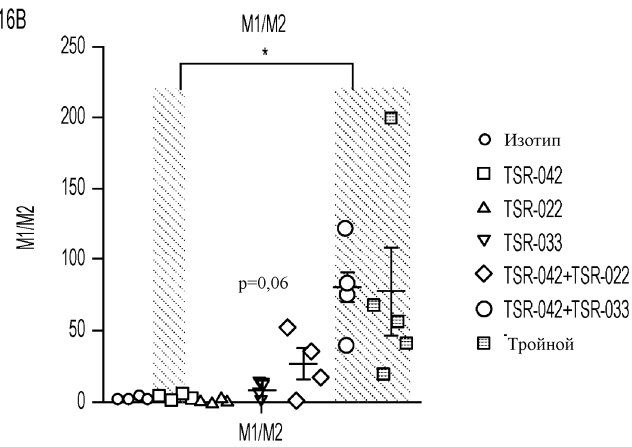 16B
M1/M2
*
250
200
150
100
50
0
M1/M2
p=0,06
M1/M2
Изотип
TSR-042
TSR-022
TSR-033
TSR-042+TSR-022
TSR-042+TSR-033
Тройной